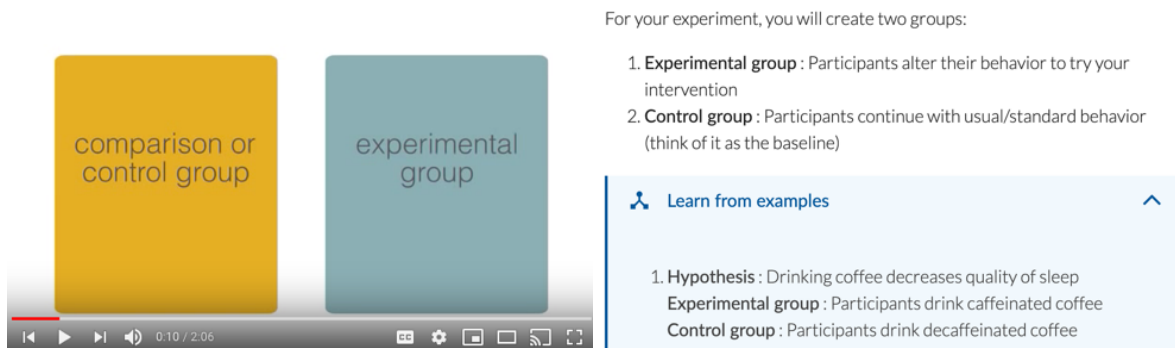 comparison or
control group
experimental
group
0:10 / 2:06
CC
For your experiment, you will create two groups:
1. Experimental group : Participants alter their behavior to try your
intervention
2. Control group : Participants continue with usual/standard behavior
(think of it as the baseline)
Learn from examples
1. Hypothesis : Drinking coffee decreases quality of sleep
Experimental group : Participants drink caffeinated coffee
Control group : Participants drink decaffeinated coffee